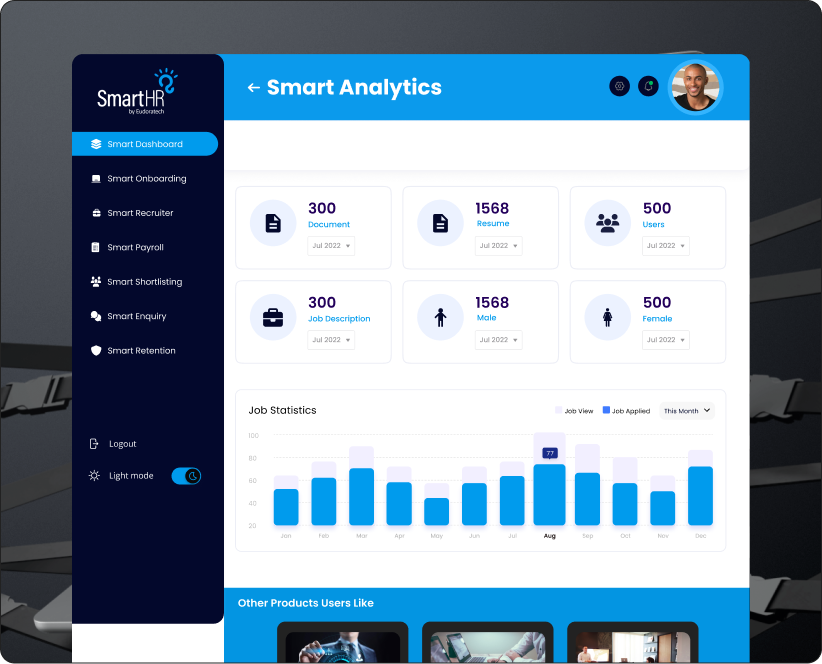 SmartHR
by Eudoratech
Smart Dashboard
Smart Onboarding
Smart Recruiter
Smart Payroll
Smart Shortlisting
Smart Enquiry
Smart Retention
Logout
Light mode
Smart Analytics
300
Document
Jul 2022
1568
Resume
Jul 2022
500
Users
Jul 2022
300
Job Description
Jul 2022
1568
Male
Jul 2022
500
Female
Jul 2022
Job Statistics
Job View
Job Applied
This Month
100
80
60
40
20
77
Jan Feb Mar Apr May Jun Jul Aug Sep Oct Nov Dec
Other Products Users Like